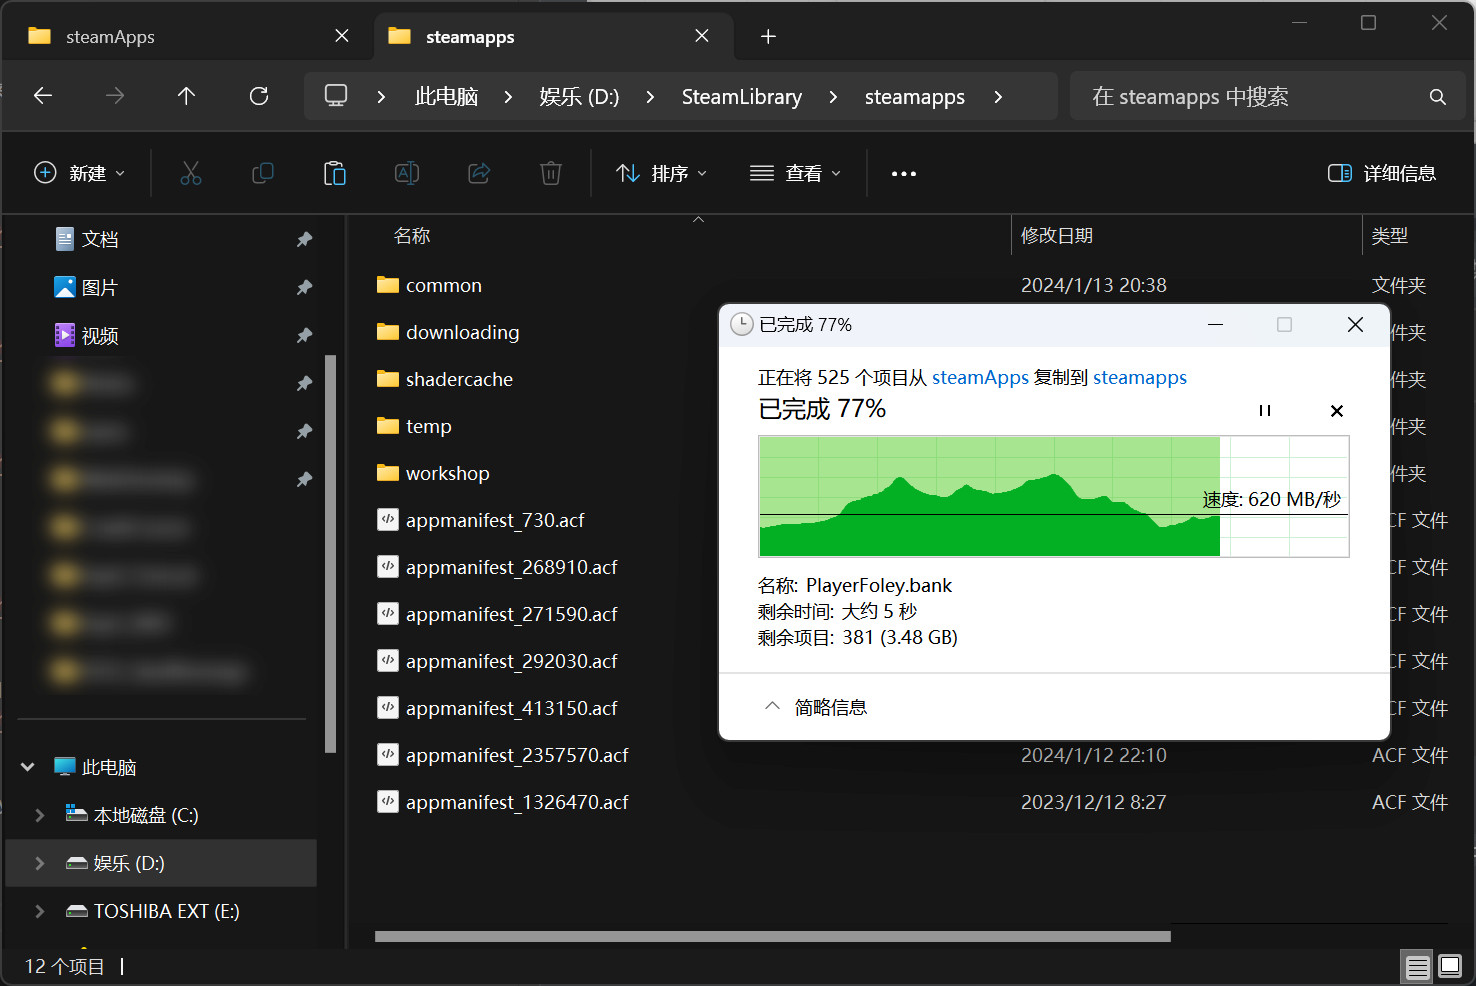 steamApps
steamapps
此电脑 娱乐 (D:) SteamLibrary steamapps
在 steamapps 中搜索
新建 排序 查看 详细信息
文档
图片
视频
此电脑
本地磁盘 (C:)
娱乐 (D:)
TOSHIBA EXT (E:)
名称 修改日期 类型
common 2024/1/13 20:38 文件夹
downloading 件夹
shadercache 件夹
temp 件夹
workshop 件夹
appmanifest_730.acf CF 文件
appmanifest_268910.acf CF 文件
appmanifest_271590.acf CF 文件
appmanifest_292030.acf CF 文件
appmanifest_413150.acf CF 文件
appmanifest_2357570.acf 2024/1/12 22:10 ACF 文件
appmanifest_1326470.acf 2023/12/12 8:27 ACF 文件
已完成 77%
正在将 525 个项目从 steamApps 复制到 steamapps
已完成 77%
速度: 620 MB/秒
名称: PlayerFoley.bank
剩余时间: 大约 5 秒
剩余项目: 381 (3.48 GB)
简略信息
12 个项目